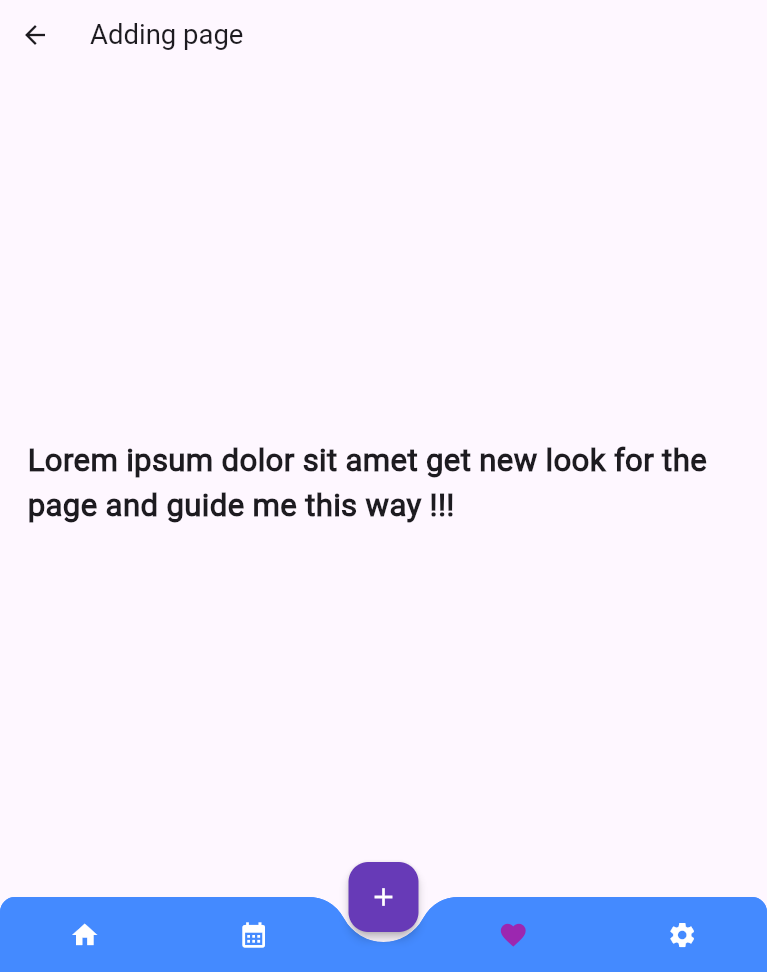 Adding page
Lorem ipsum dolor sit amet get new look for the
page and guide me this way !!!